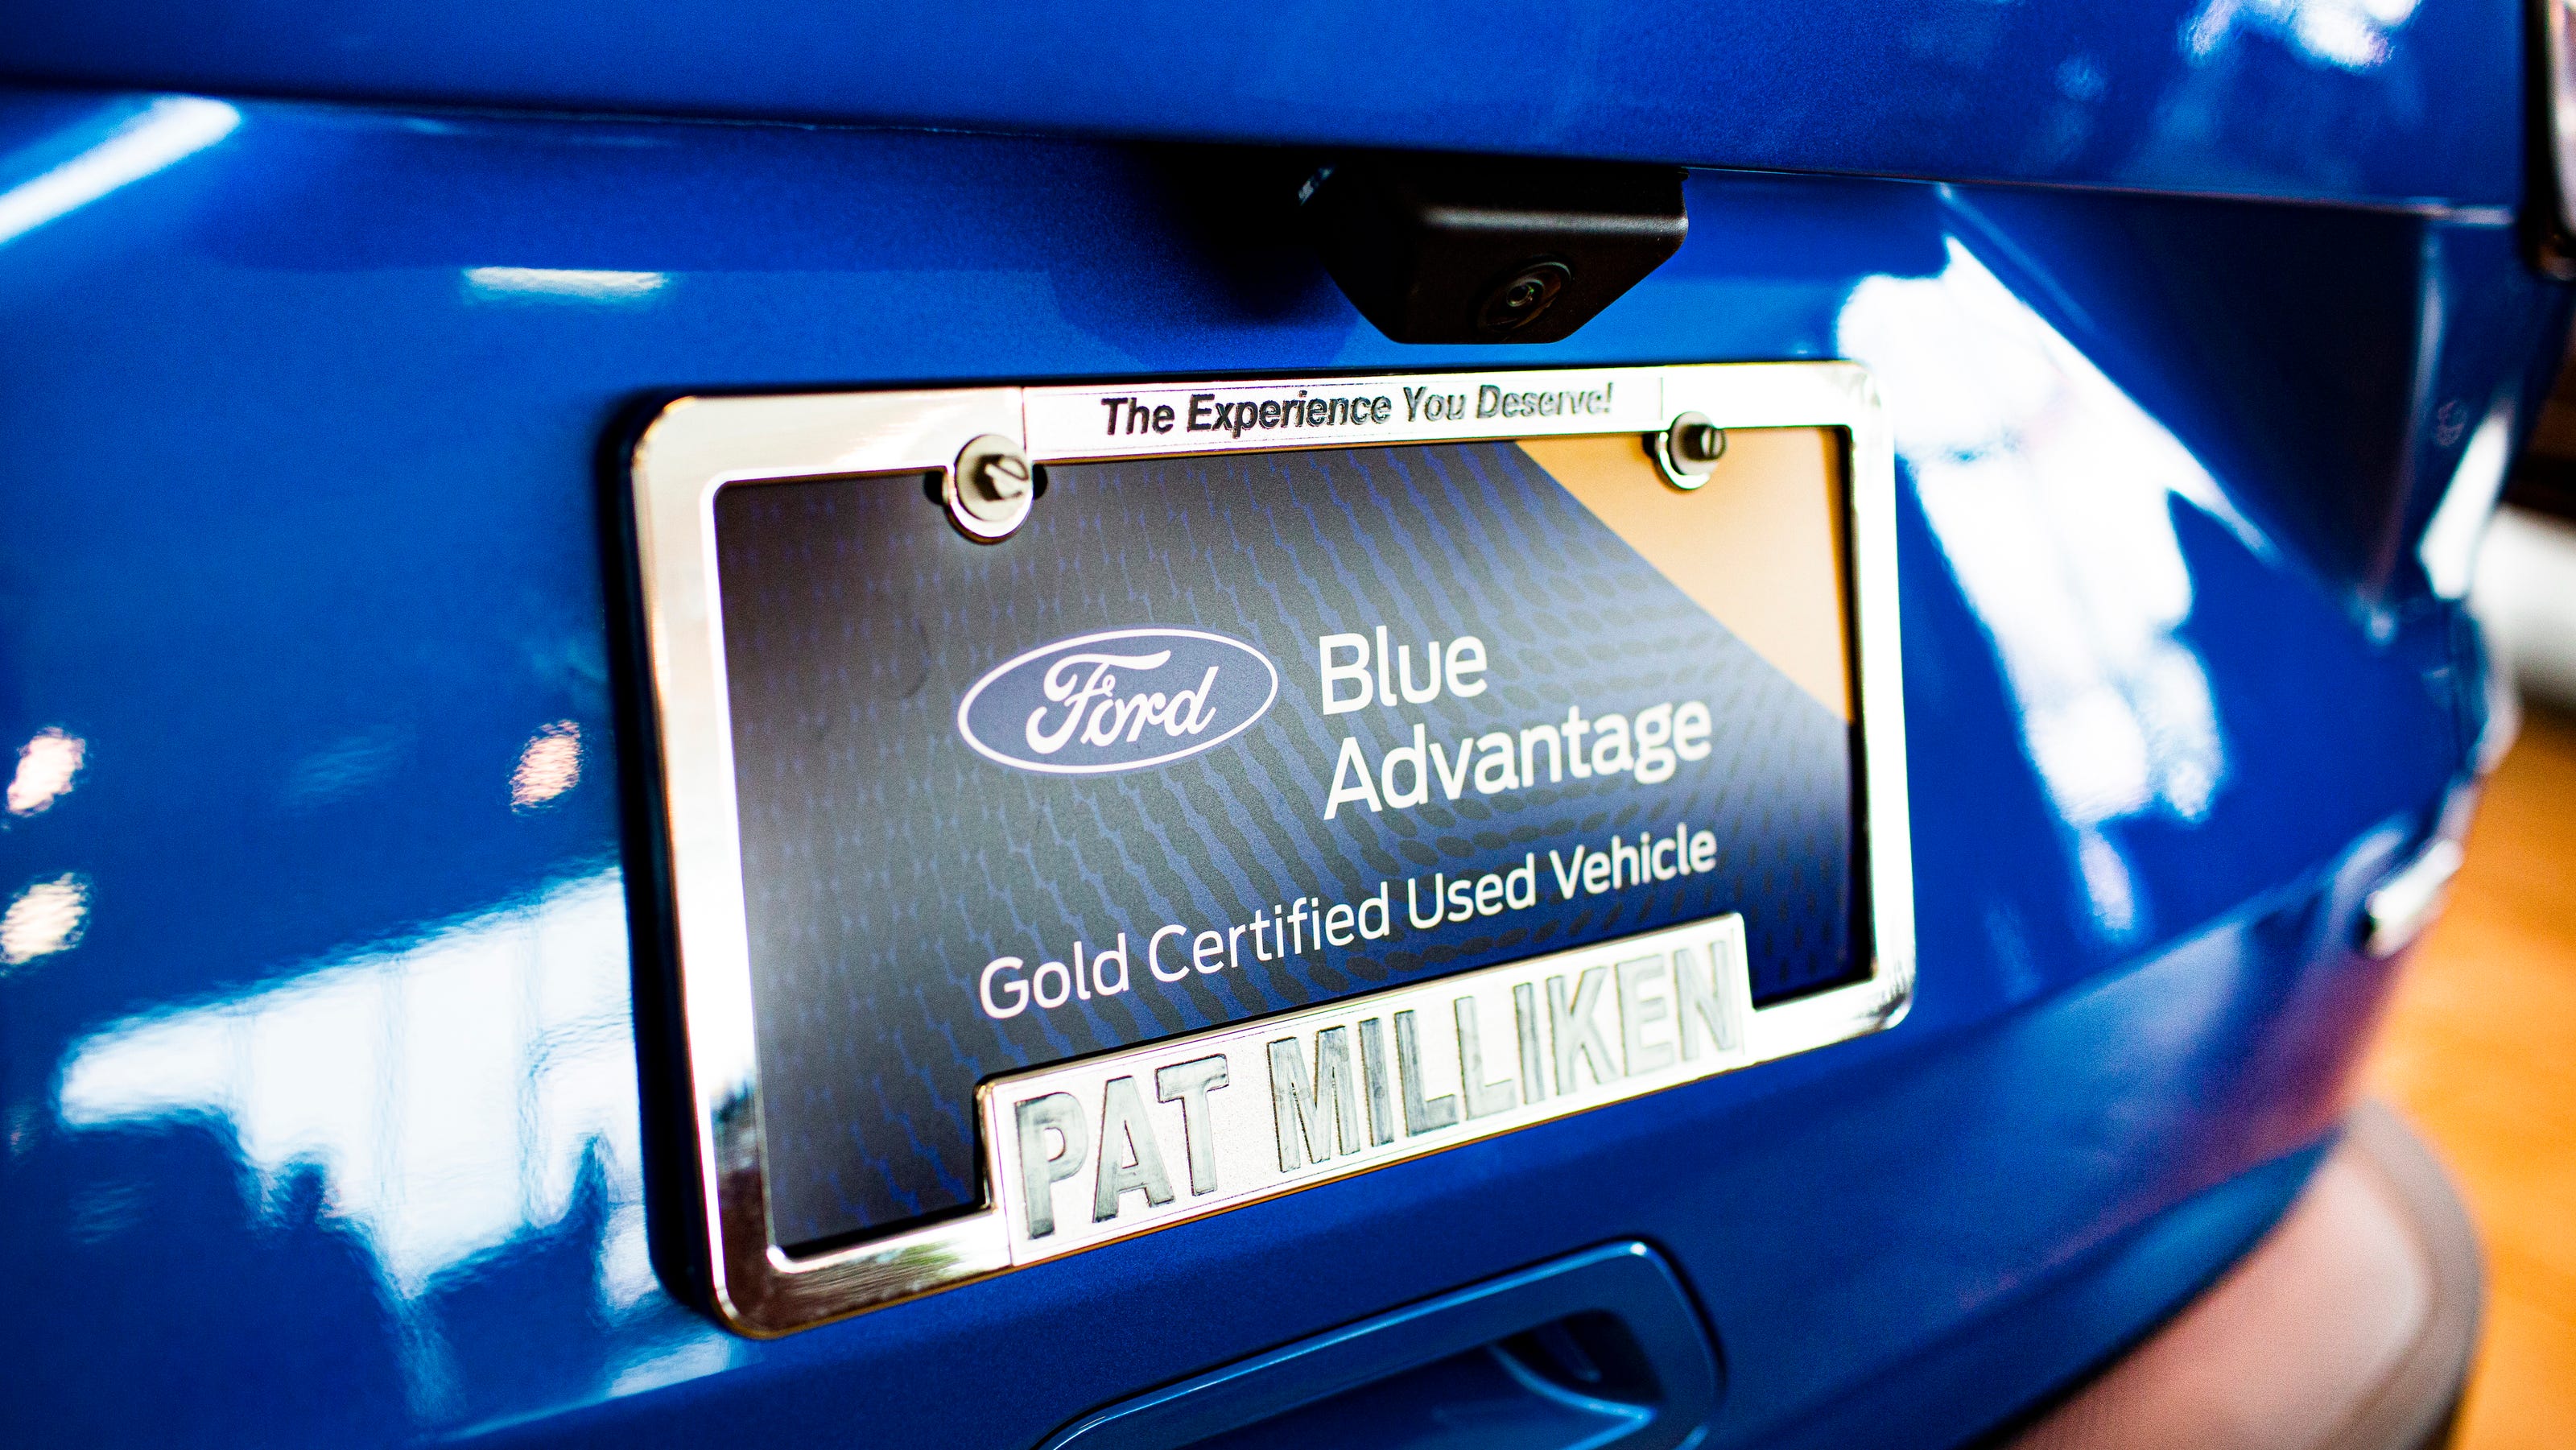 The Experience You Deserve!
Ford
Blue
Advantage
Gold Certified Used Vehicle
PAT MILLIKEN